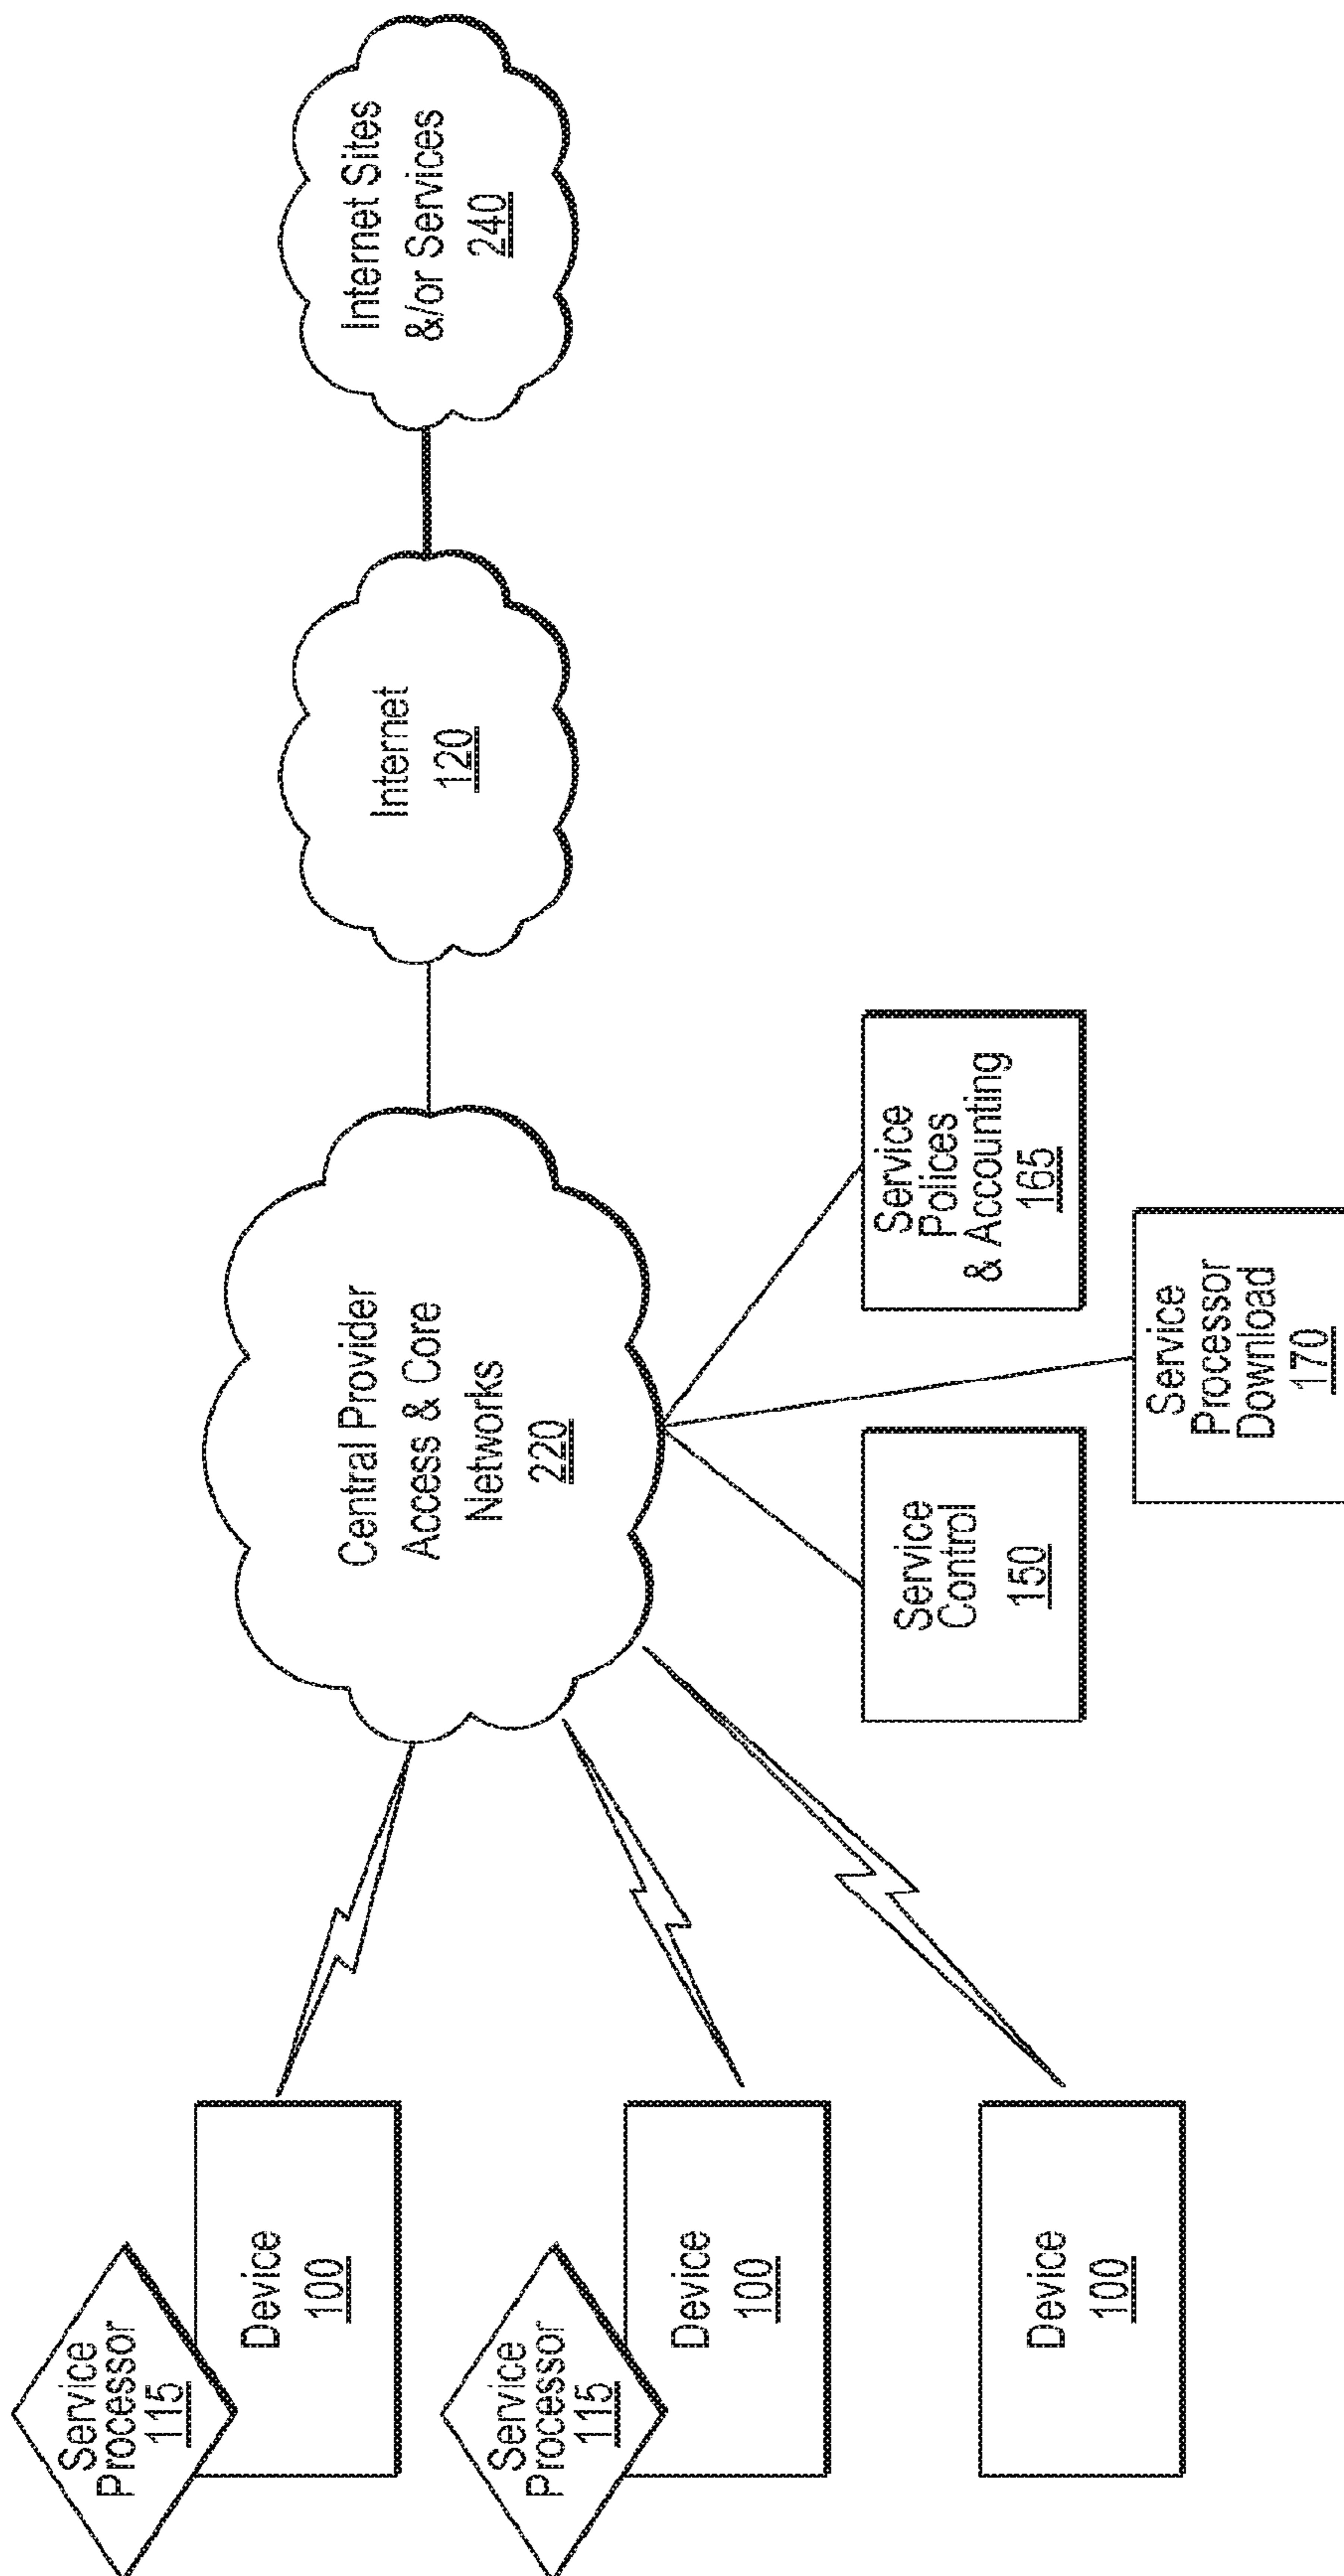 Service
Processor
115
Device
100
Service
Processor
115
Device
100
Device
100
Central Provider
Access & Core
Networks
220
Service
Control
150
Service
Processor
Download
170
Service
Polices
& Accounting
165
Internet
120
Internet Sites
&/or Services
240